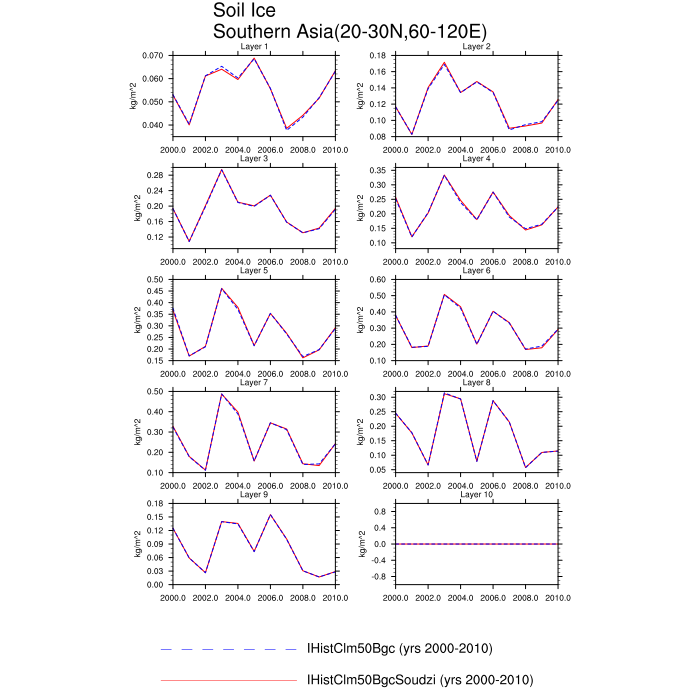 Soil Ice
Southern Asia(20-30N,60-120E)
Layer 1
Layer 2
kg/m^2
0.070
0.060
0.050
0.040
2000.0 2002.0 2004.0 2006.0 2008.0 2010.0
kg/m^2
0.18
0.16
0.14
0.12
0.10
0.08
2000.0 2002.0 2004.0 2006.0 2008.0 2010.0
Layer 3
Layer 4
kg/m^2
0.28
0.24
0.20
0.16
0.12
2000.0 2002.0 2004.0 2006.0 2008.0 2010.0
kg/m^2
0.35
0.30
0.25
0.20
0.15
0.10
2000.0 2002.0 2004.0 2006.0 2008.0 2010.0
Layer 5
Layer 6
kg/m^2
0.50
0.45
0.40
0.35
0.30
0.25
0.20
0.15
2000.0 2002.0 2004.0 2006.0 2008.0 2010.0
kg/m^2
0.60
0.50
0.40
0.30
0.20
0.10
2000.0 2002.0 2004.0 2006.0 2008.0 2010.0
Layer 7
Layer 8
kg/m^2
0.50
0.40
0.30
0.20
0.10
2000.0 2002.0 2004.0 2006.0 2008.0 2010.0
kg/m^2
0.30
0.25
0.20
0.15
0.10
0.05
2000.0 2002.0 2004.0 2006.0 2008.0 2010.0
Layer 9
Layer 10
kg/m^2
0.18
0.15
0.12
0.09
0.06
0.03
0.00
2000.0 2002.0 2004.0 2006.0 2008.0 2010.0
kg/m^2
0.8
0.4
0.0
-0.4
-0.8
2000.0 2002.0 2004.0 2006.0 2008.0 2010.0
IHistClm50Bgc (yrs 2000-2010)
IHistClm50BgcSoudzi (yrs 2000-2010)